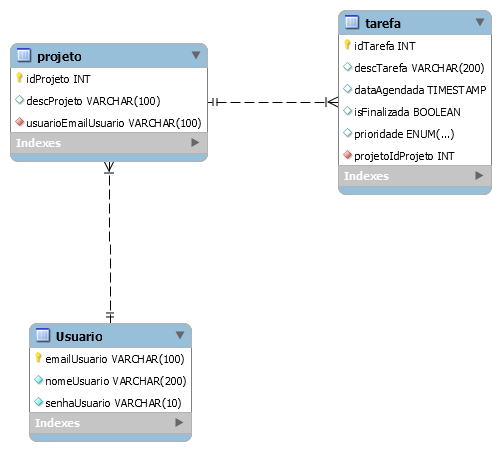 projeto
idProjeto INT
descProjeto VARCHAR(100)
usuarioEmailUsuario VARCHAR(100)
Indexes
tarefa
idTarefa INT
descTarefa VARCHAR(200)
dataAgendada TIMESTAMP
isFinalizada BOOLEAN
prioridade ENUM(...)
projetoIdProjeto INT
Indexes
Usuario
emailUsuario VARCHAR(100)
nomeUsuario VARCHAR(200)
senhaUsuario VARCHAR(10)
Indexes